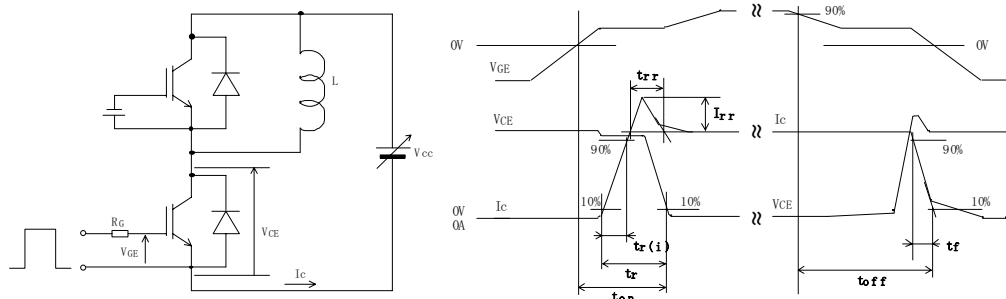 L
Vcc
RG
VGE
VCE
Ic
0V
VGE
90%
0V
trr
Irr
VCE
Ic
90%
90%
0V
0A
Ic
10%
10%
VCE
10%
tr(i)
tf
tr
toff
ton